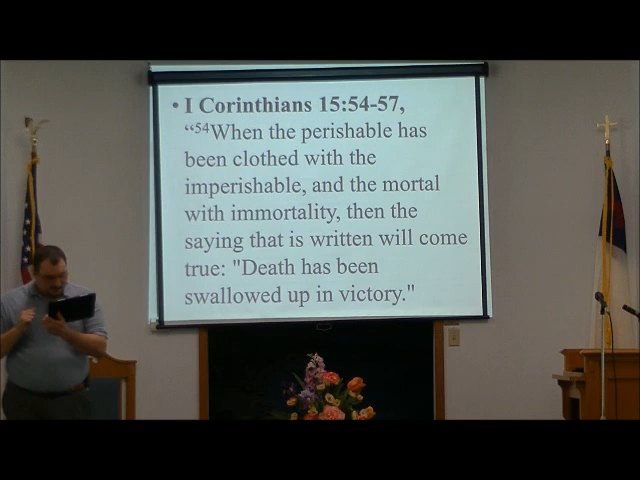 • I Corinthians 15:54-57,
“⁵⁴When the perishable has
been clothed with the
imperishable, and the mortal
with immortality, then the
saying that is written will come
true: "Death has been
swallowed up in victory."